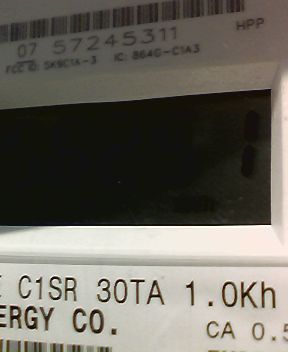 HPP
07 57245311
FCC ID: SK9C1A-3 IC: 864G-C1A3
C1SR 30TA 1.0Kh
ERGY CO.
CA 0.5